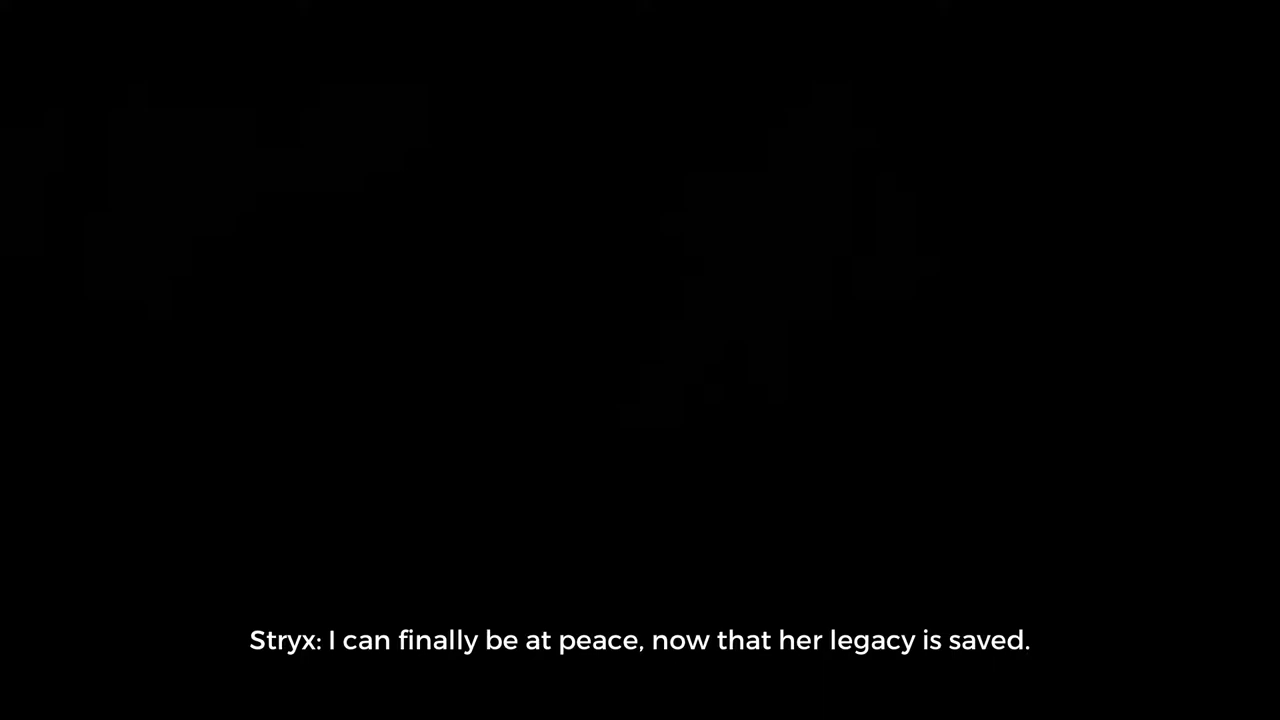 Stryx: I can finally be at peace, now that her legacy is saved.